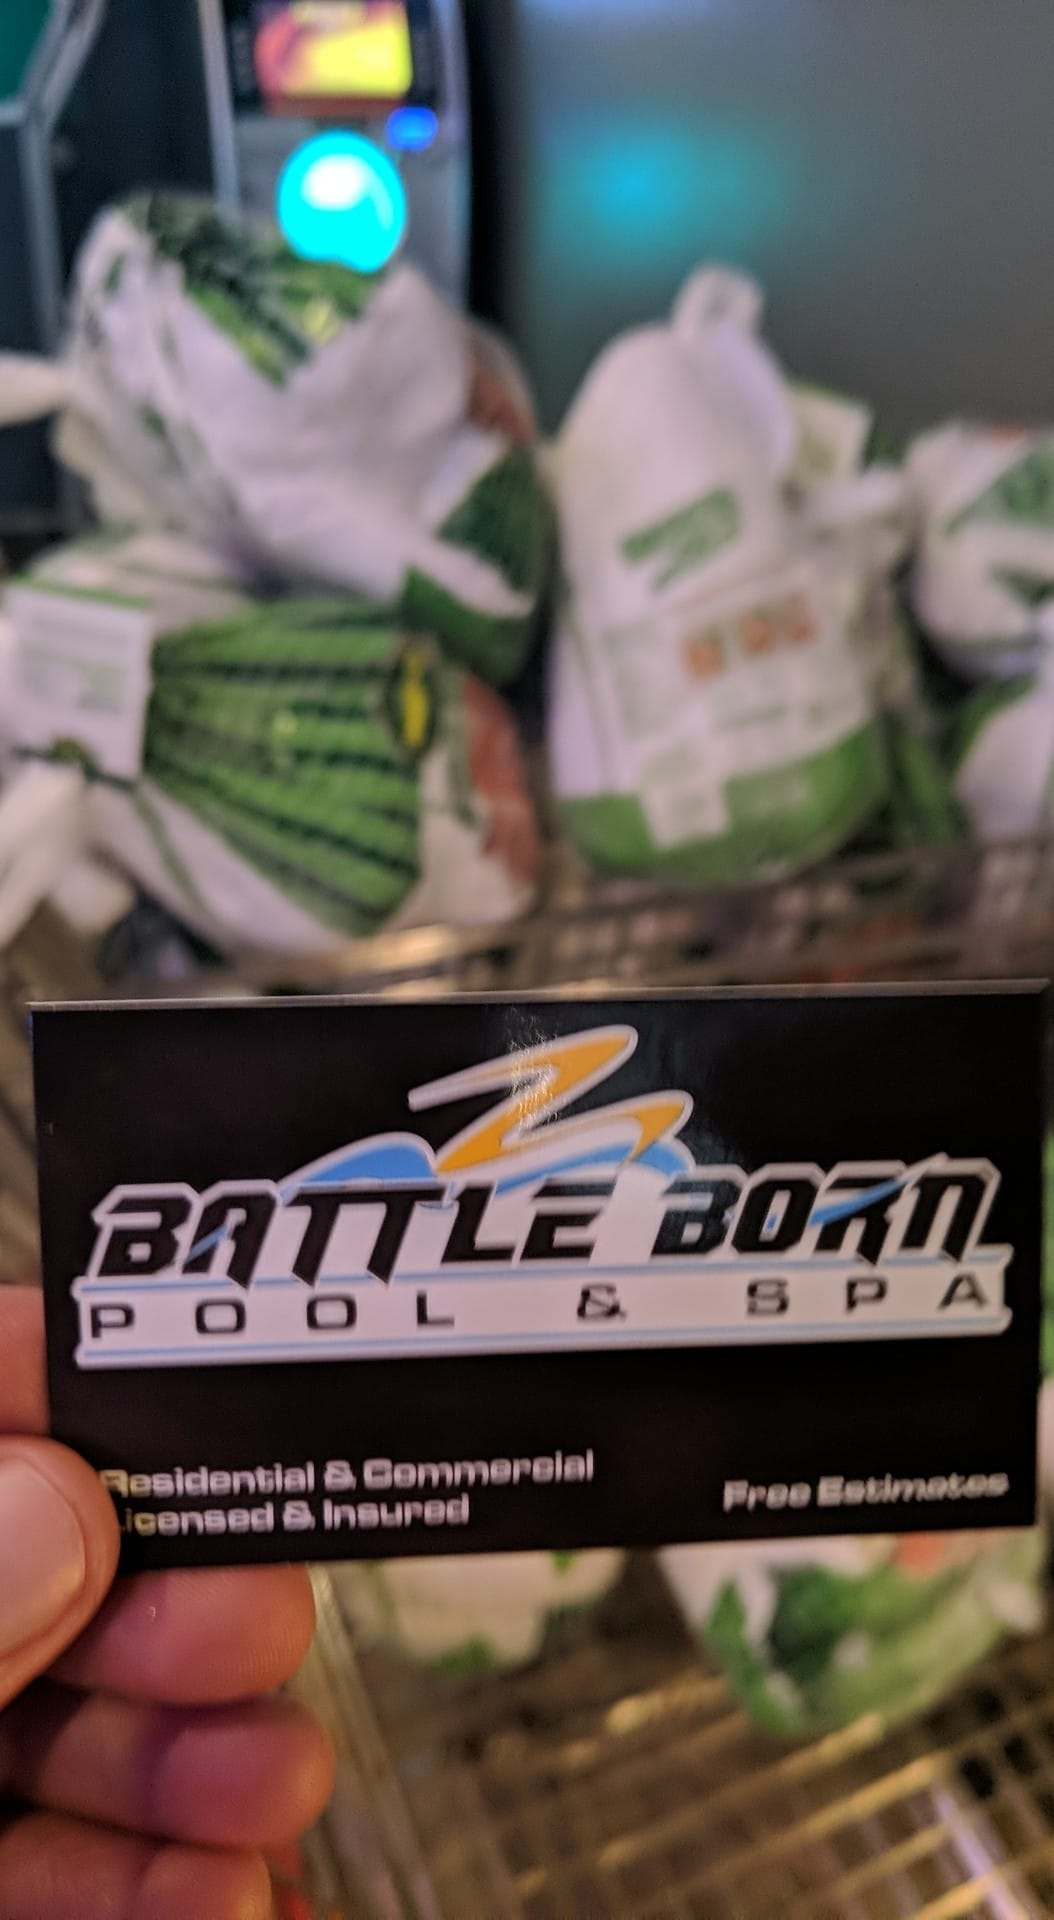 BATTLE BORN
POOL & SPA
Residential & Commercial
Licensed & Insured
Free Estimates